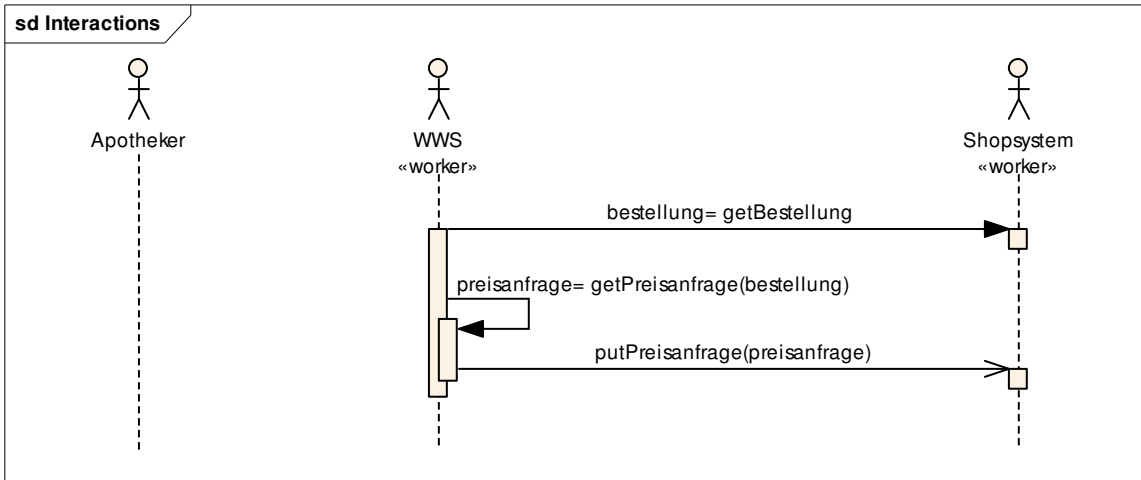 sd Interactions
Apotheker
WWS
«worker»
Shopsystem
«worker»
bestellung= getBestellung
preisanfrage= getPreisanfrage(bestellung)
putPreisanfrage(preisanfrage)